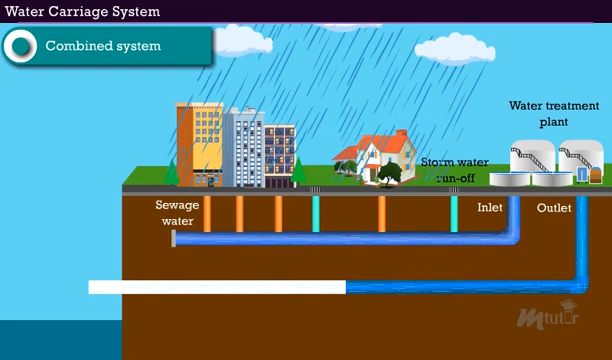 Water Carriage System
Combined system
Water treatment
plant
Storm water
run-off
Sewage
water
Inlet
Outlet
mtutor